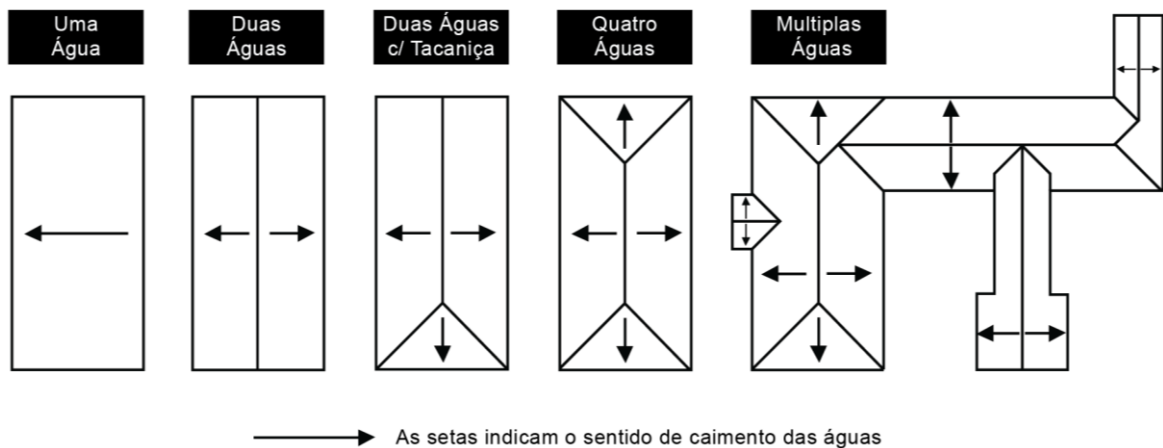 Uma
Água
Duas
Águas
Duas Águas
c/ Tacaniça
Quatro
Águas
Multiplas
Águas
As setas indicam o sentido de caimento das águas